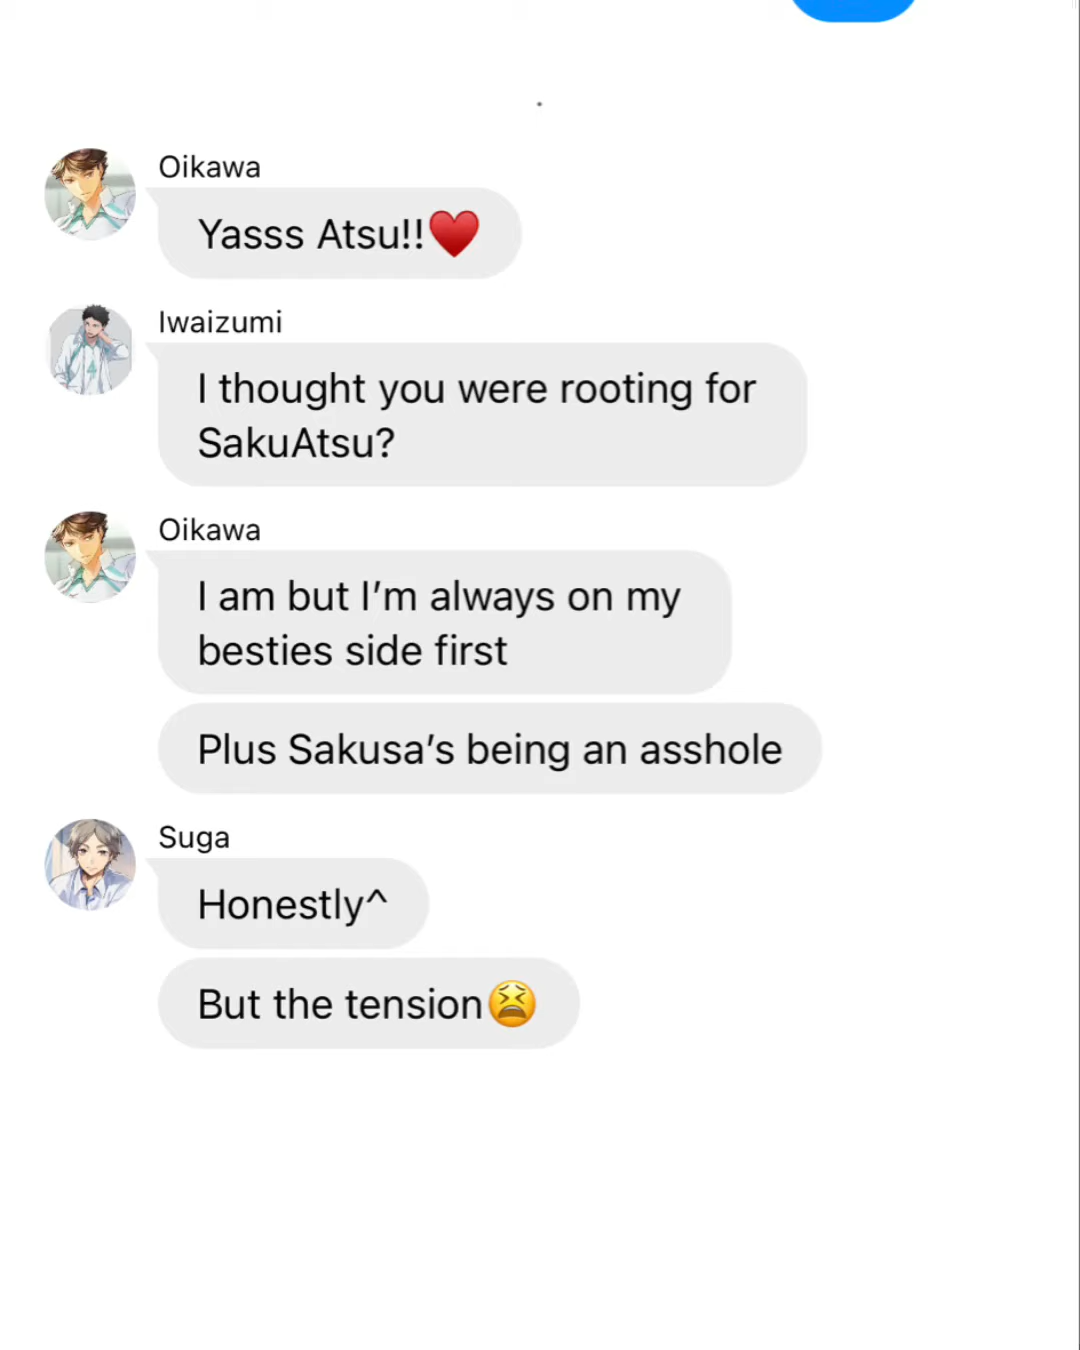 Oikawa
Yasss Atsu!!♥️
Iwaizumi
I thought you were rooting for
SakuAtsu?
Oikawa
I am but I’m always on my
besties side first
Plus Sakusa’s being an asshole
Suga
Honestly^
But the tension😫